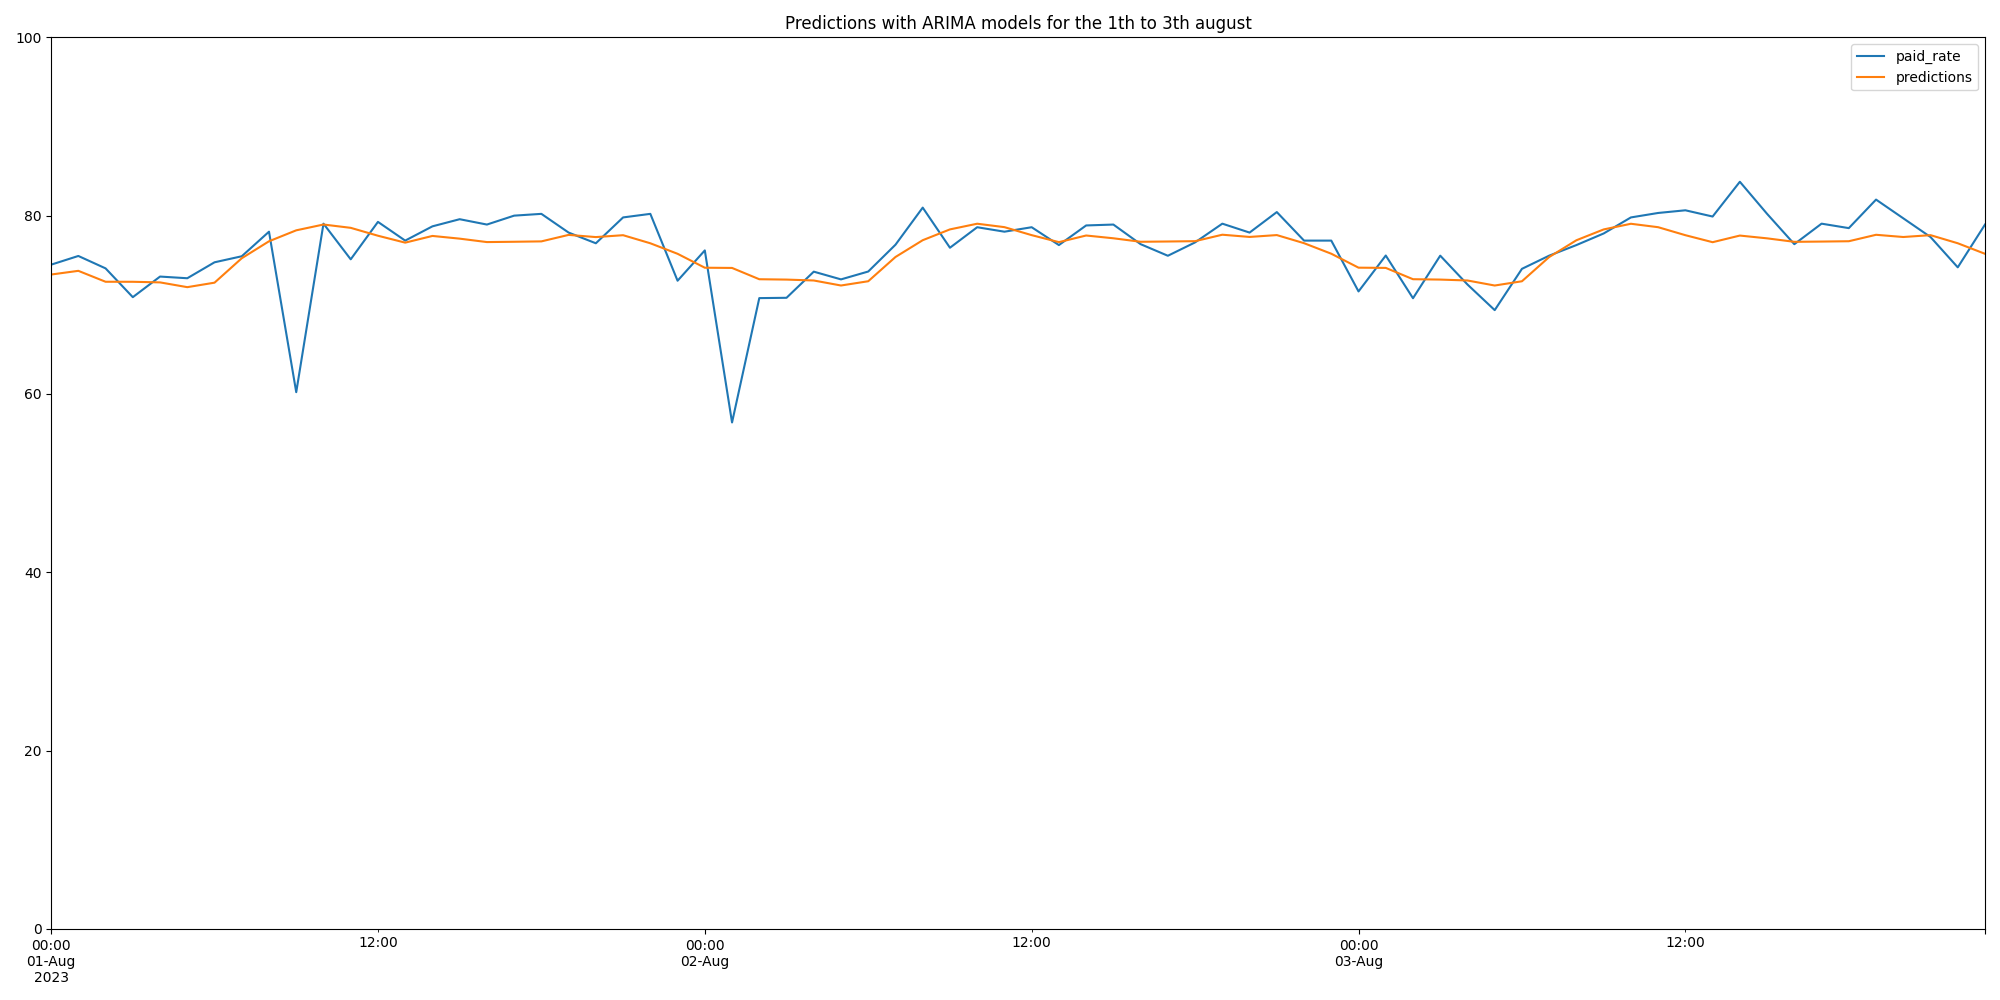 Predictions with ARIMA models for the 1th to 3th august
paid_rate
predictions
100
80
60
40
20
0
00:00
01-Aug
2023
12:00
00:00
02-Aug
12:00
00:00
03-Aug
12:00